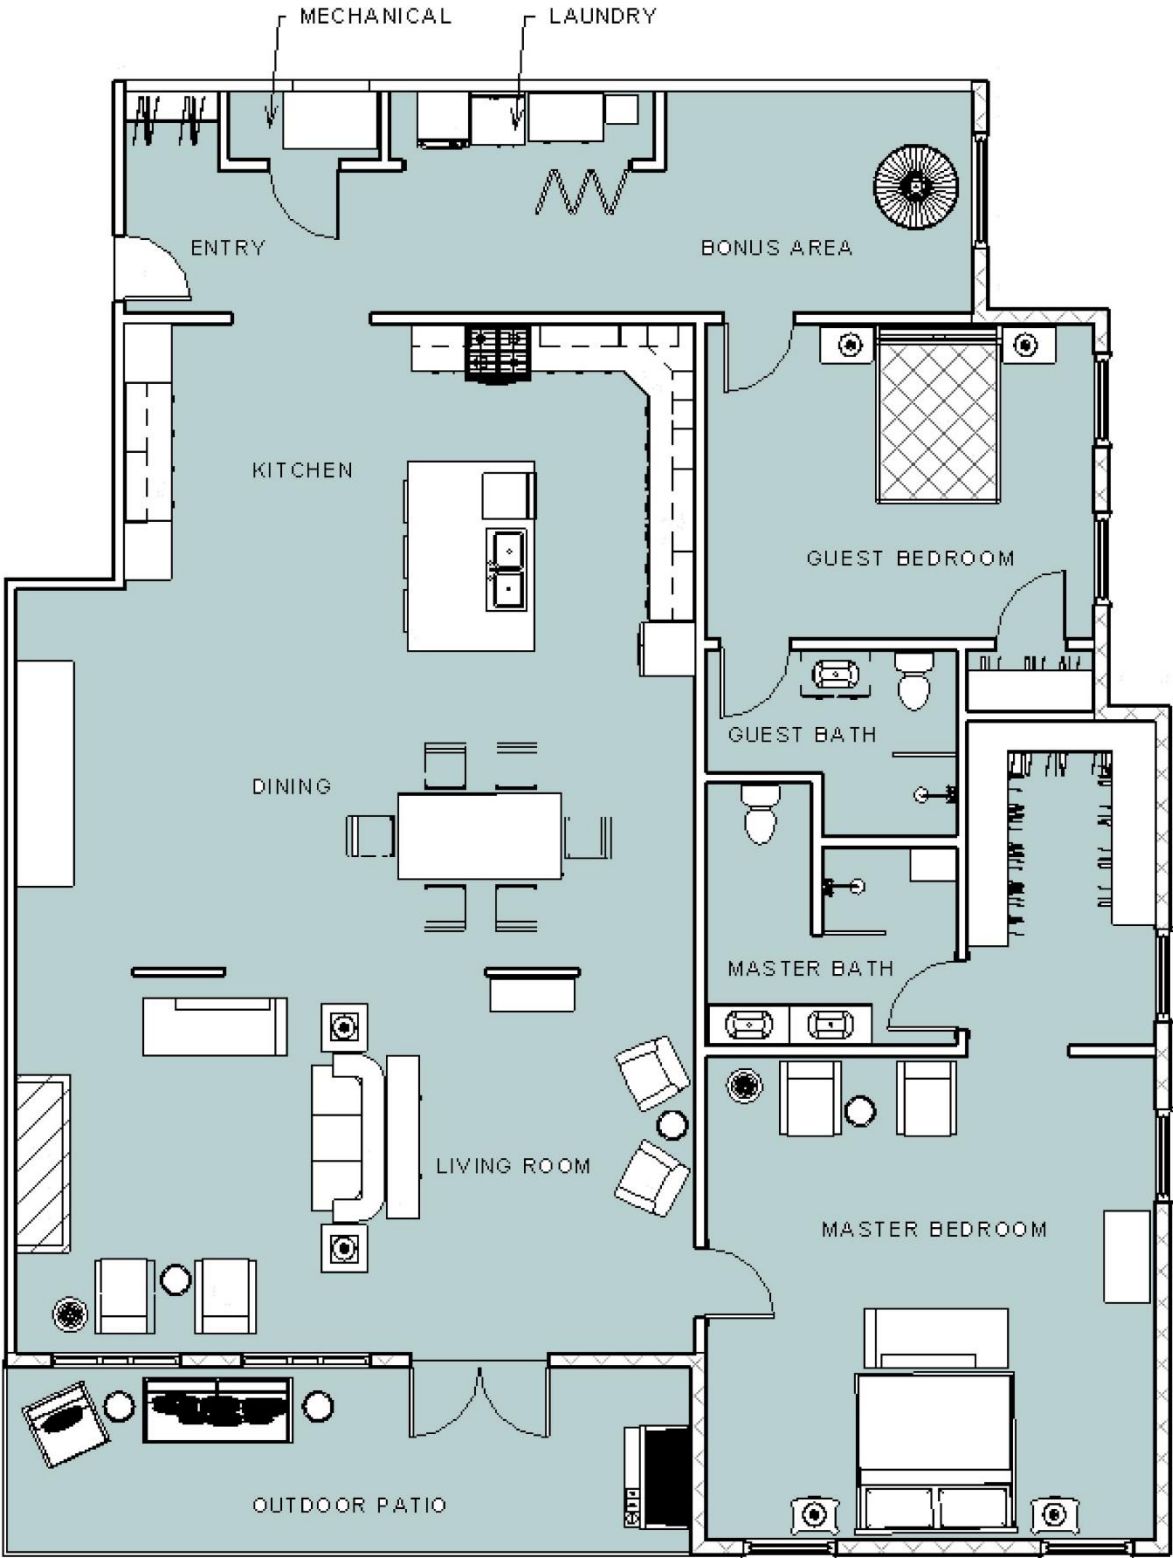 MECHANICAL
LAUNDRY
ENTRY
BONUS AREA
KITCHEN
GUEST BEDROOM
GUEST BATH
DINING
MASTER BATH
LIVING ROOM
MASTER BEDROOM
OUTDOOR PATIO